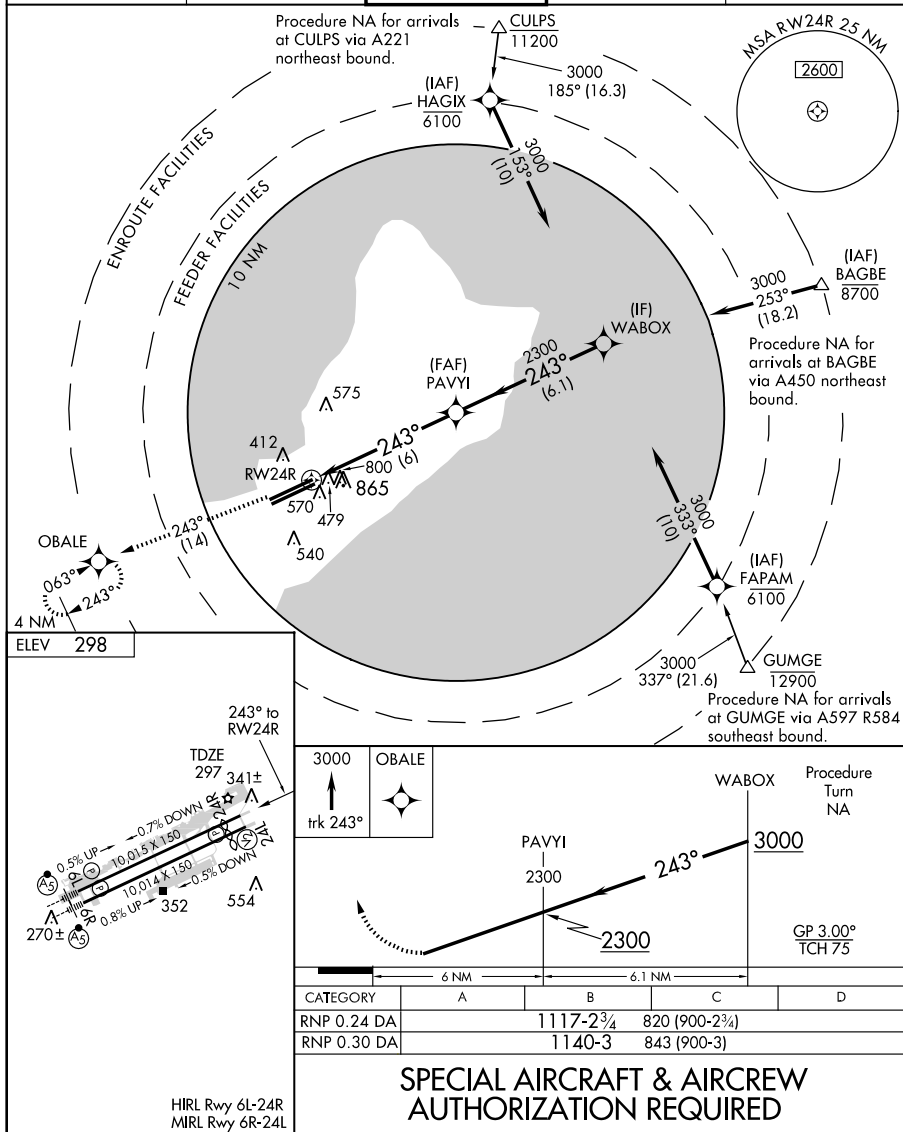 Procedure NA for arrivals
at CULPS via A221
northeast bound.
CULPS
11200
3000
185° (16.3)
MSA RW24R 25 NM
2600
(IAF)
HAGIX
6100
3000
153°
(10)
ENROUTE FACILITIES
FEEDER FACILITIES
10 NM
(IAF)
BAGBE
8700
3000
253°
(18.2)
Procedure NA for
arrivals at BAGBE
via A450 northeast
bound.
(IF)
WABOX
2300
243°
(6.1)
(FAF)
PAVYI
575
243°
(6)
412
RW24R
800
865
570
479
540
243°
(14)
OBALE
063°
243°
4 NM
3000
333°
(10)
(IAF)
FAPAM
6100
3000
337° (21.6)
GUMGE
12900
Procedure NA for arrivals
at GUMGE via A597 R584
southeast bound.
ELEV 298
243° to
RW24R
TDZE
297
341±
0.5% UP
0.7% DOWN
24R
10,015 X 150
P
P
V5
24L
A5
6L
P
10,014 X 150
6R
0.8% UP
0.5% DOWN
270±
A5
352
554
HIRL Rwy 6L-24R
MIRL Rwy 6R-24L
3000
trk 243°
OBALE
WABOX
Procedure
Turn
NA
PAVYI
2300
243°
3000
2300
GP 3.00°
TCH 75
6 NM
6.1 NM
CATEGORY A B C D
RNP 0.24 DA 1117-2¾ 820 (900-2¾)
RNP 0.30 DA 1140-3 843 (900-3)
SPECIAL AIRCRAFT & AIRCREW
AUTHORIZATION REQUIRED